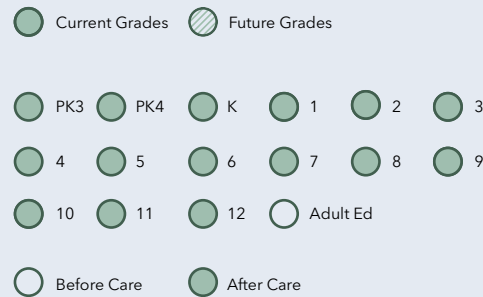 Current Grades Future Grades
PK3 PK4 K 1 2 3
4 5 6 7 8 9
10 11 12 Adult Ed
Before Care After Care